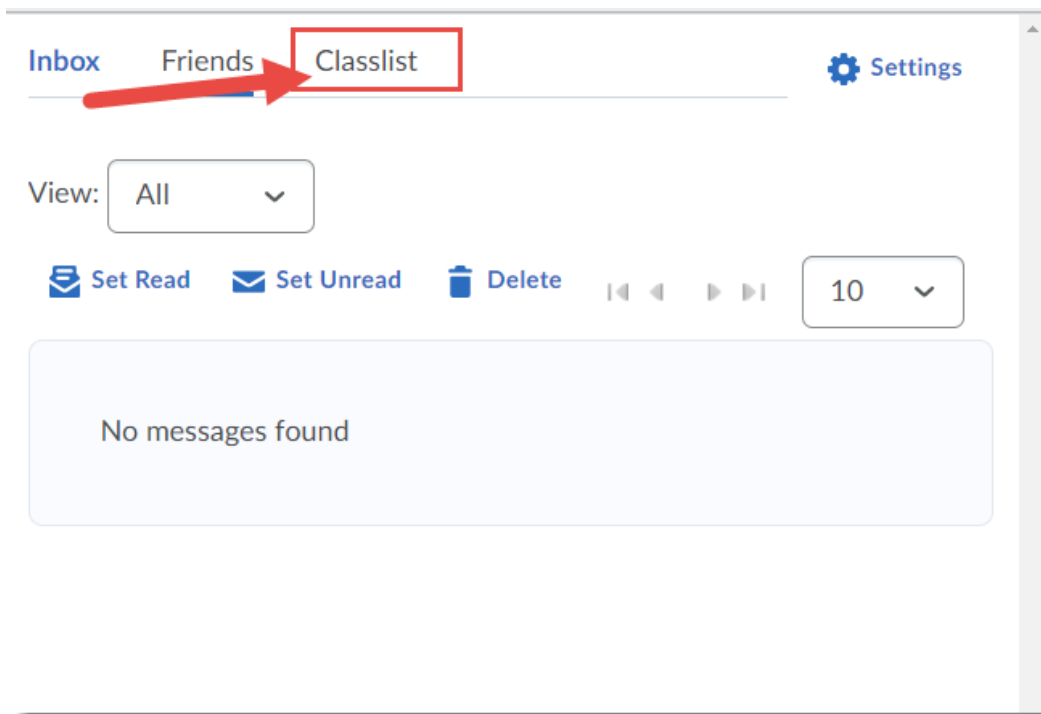 Inbox Friends Classlist Settings
View: All
Set Read Set Unread Delete 10
No messages found